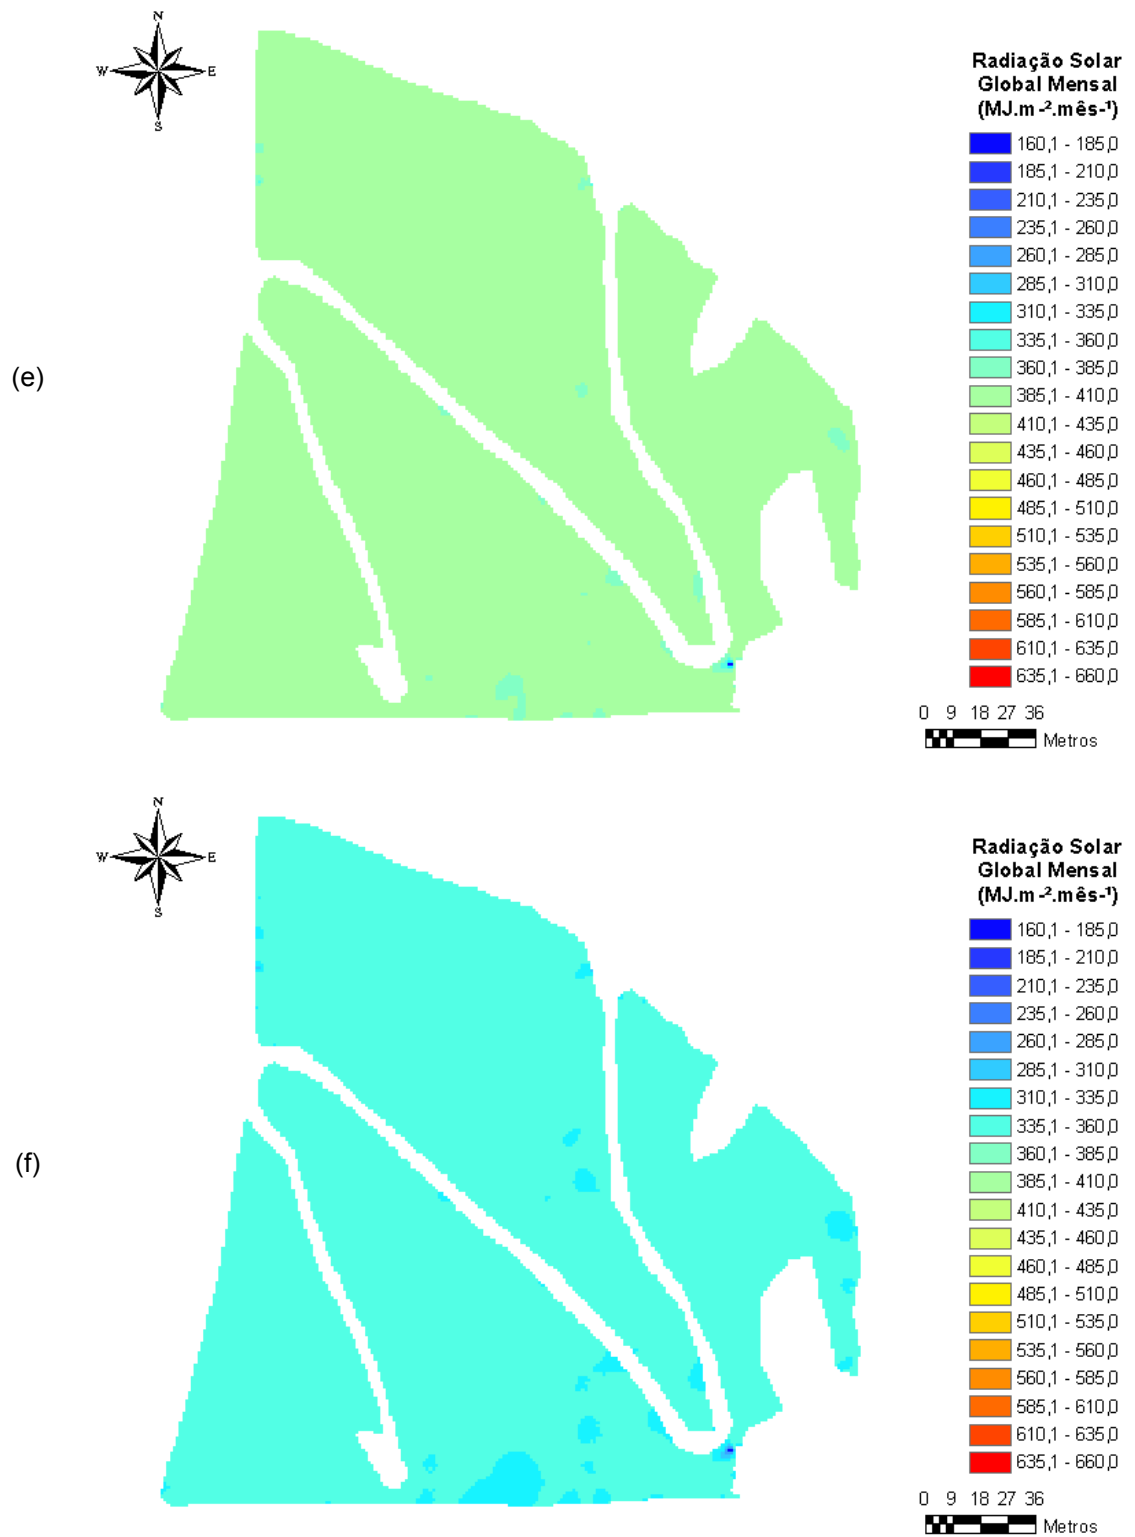 N
W E
S
(e)
Radiação Solar
Global Mensal
(MJ.m-².mês-¹)
160,1 - 185,0
185,1 - 210,0
210,1 - 235,0
235,1 - 260,0
260,1 - 285,0
285,1 - 310,0
310,1 - 335,0
335,1 - 360,0
360,1 - 385,0
385,1 - 410,0
410,1 - 435,0
435,1 - 460,0
460,1 - 485,0
485,1 - 510,0
510,1 - 535,0
535,1 - 560,0
560,1 - 585,0
585,1 - 610,0
610,1 - 635,0
635,1 - 660,0
0 9 18 27 36
Metros
N
W E
S
(f)
Radiação Solar
Global Mensal
(MJ.m-².mês-¹)
160,1 - 185,0
185,1 - 210,0
210,1 - 235,0
235,1 - 260,0
260,1 - 285,0
285,1 - 310,0
310,1 - 335,0
335,1 - 360,0
360,1 - 385,0
385,1 - 410,0
410,1 - 435,0
435,1 - 460,0
460,1 - 485,0
485,1 - 510,0
510,1 - 535,0
535,1 - 560,0
560,1 - 585,0
585,1 - 610,0
610,1 - 635,0
635,1 - 660,0
0 9 18 27 36
Metros